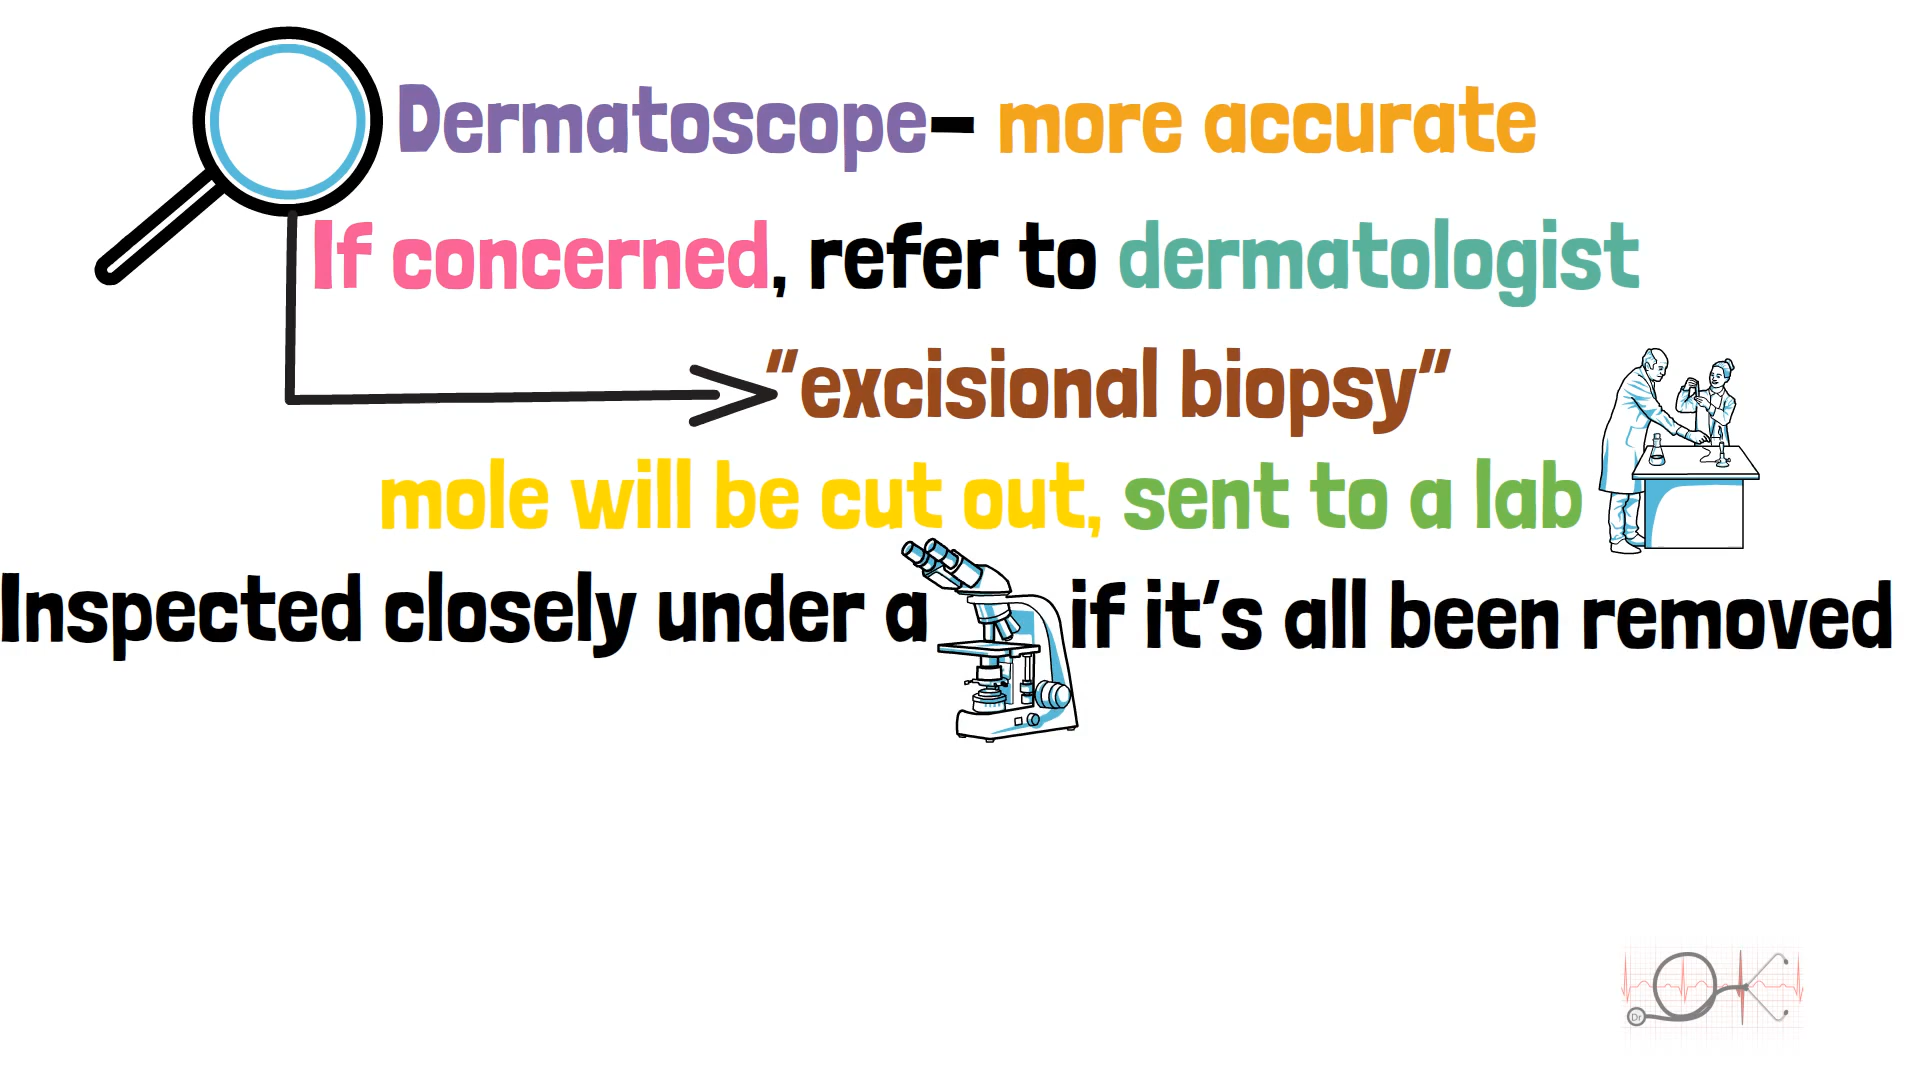 Dermatoscope- more accurate
If concerned, refer to dermatologist
"excisional biopsy"
mole will be cut out, sent to a lab
Inspected closely under a if it's all been removed
Dr